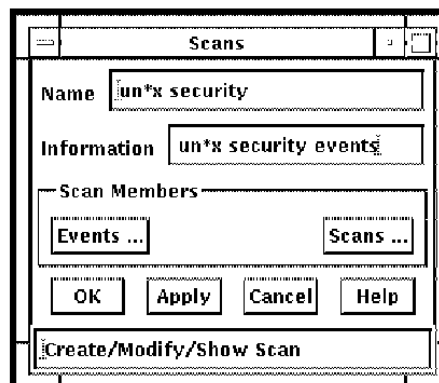 Scans
Name un*x security
Information un*x security events
Scan Members
Events ... Scans ...
OK Apply Cancel Help
Create/Modify/Show Scan